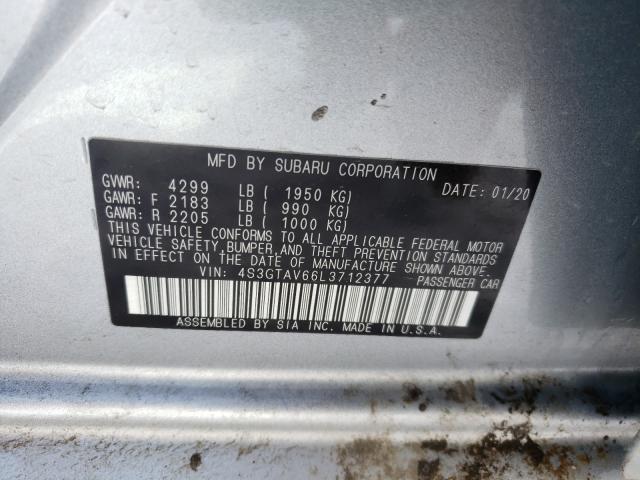 MFD BY SUBARU CORPORATION
GVWR: 4299 LB ( 1950 KG) DATE: 01/20
GAWR: F 2183 LB ( 990 KG)
GAWR: R 2205 LB ( 1000 KG)
THIS VEHICLE CONFORMS TO ALL APPLICABLE FEDERAL MOTOR
VEHICLE SAFETY, BUMPER, AND THEFT PREVENTION STANDARDS
IN EFFECT ON THE DATE OF MANUFACTURE SHOWN ABOVE.
VIN: 4S3GTAV66L3712377 PASSENGER CAR
ASSEMBLED BY SIA INC. MADE IN U.S.A.